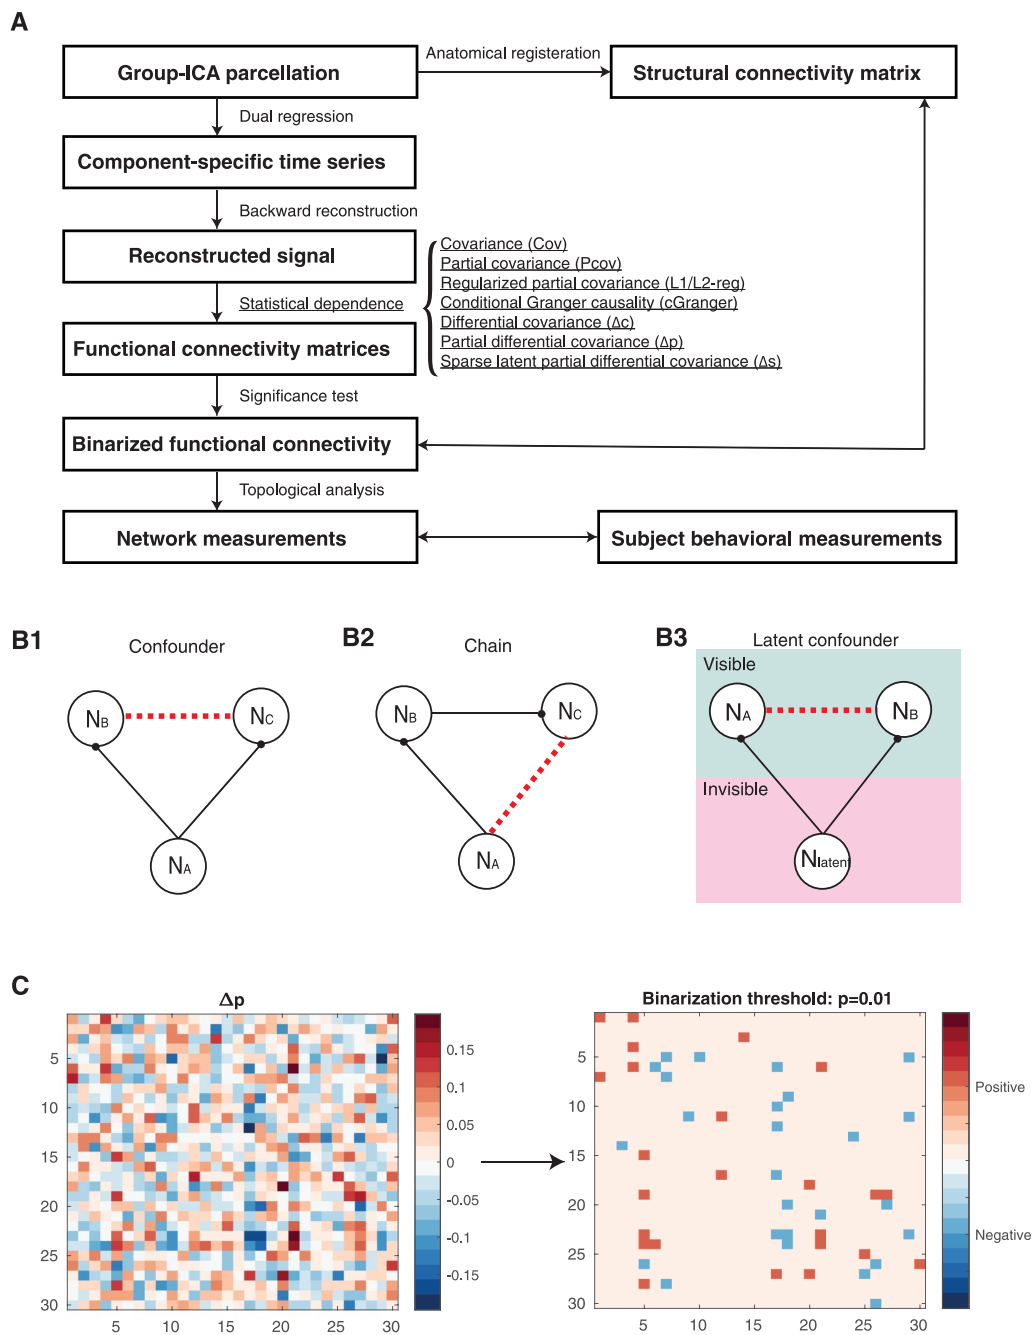 A
Group-ICA parcellation
Anatomical registeration
Structural connectivity matrix
Dual regression
Component-specific time series
Backward reconstruction
Reconstructed signal
Statistical dependence
Covariance (Cov)
Partial covariance (Pcov)
Regularized partial covariance (L1/L2-reg)
Conditional Granger causality (cGranger)
Differential covariance (Δc)
Partial differential covariance (Δp)
Sparse latent partial differential covariance (Δs)
Functional connectivity matrices
Significance test
Binarized functional connectivity
Topological analysis
Network measurements
Subject behavioral measurements
B1
Confounder
NB
NC
NA
B2
Chain
NB
NC
NA
B3
Latent confounder
Visible
NA
NB
Invisible
Nlatent
C
Δp
5
10
15
20
25
30
5 10 15 20 25 30
0.15
0.1
0.05
0
-0.05
-0.1
-0.15
Binarization threshold: p=0.01
5
10
15
20
25
30
5 10 15 20 25 30
Positive
Negative